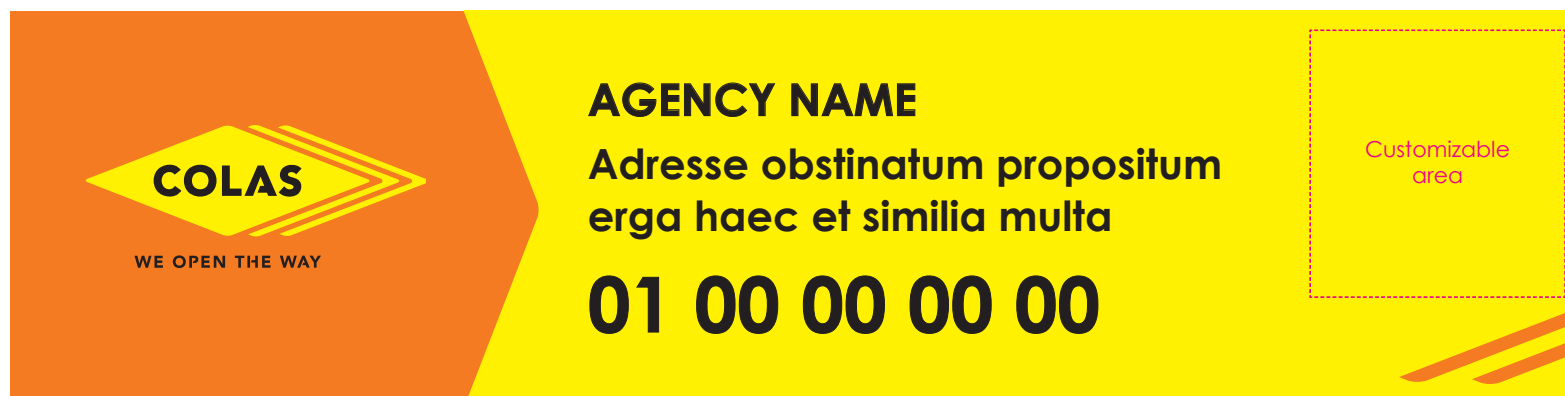 COLAS
WE OPEN THE WAY
AGENCY NAME
Adresse obstinatum propositum
erga haec et similia multa
01 00 00 00 00
Customizable
area